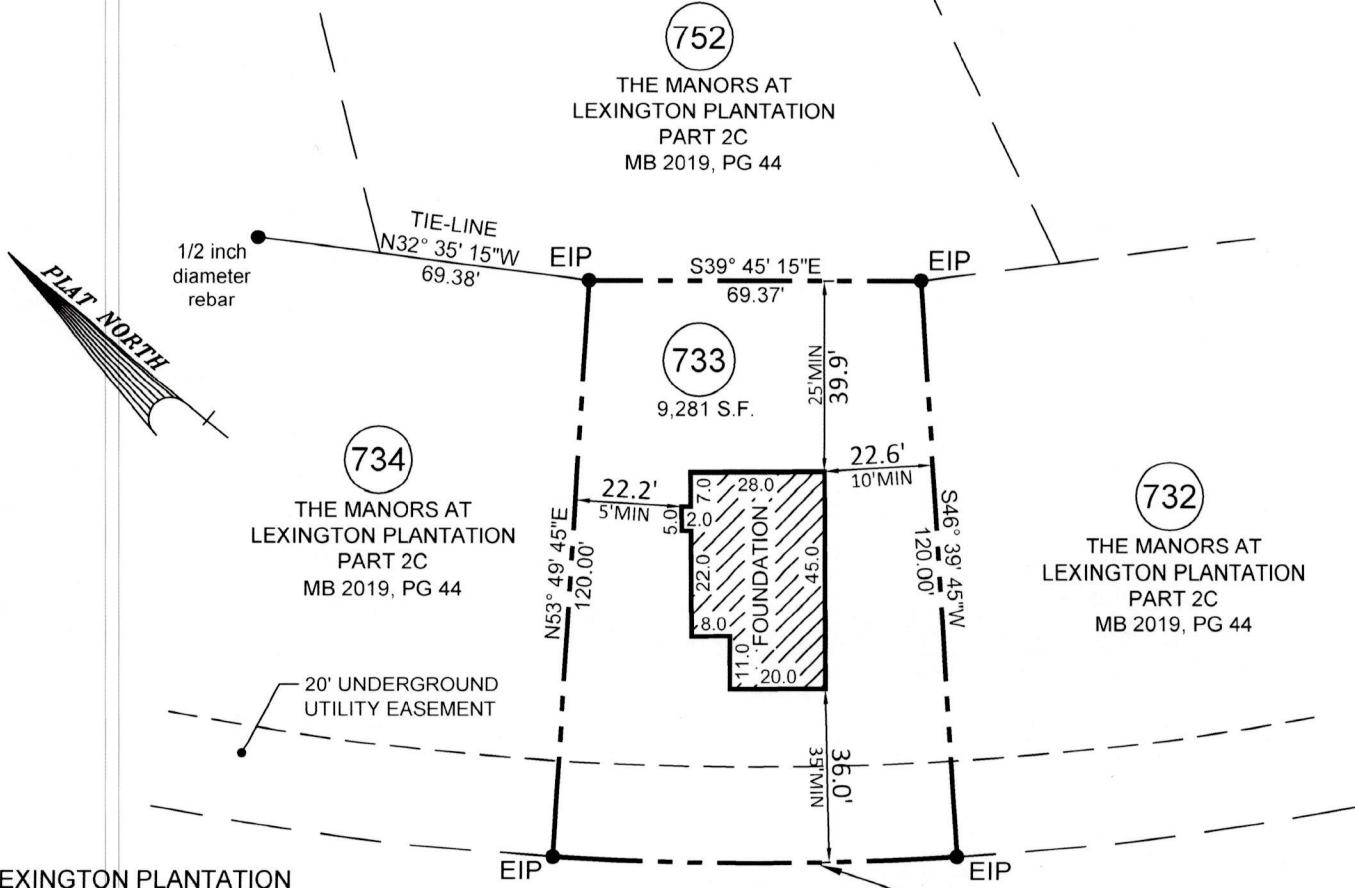 752
THE MANORS AT
LEXINGTON PLANTATION
PART 2C
MB 2019, PG 44
TIE-LINE
N32° 35' 15"W
69.38'
1/2 inch
diameter
rebar
EIP
S39° 45' 15"E
69.37'
EIP
PLAT NORTH
733
9,281 S.F.
25'MIN
39.6'
734
THE MANORS AT
LEXINGTON PLANTATION
PART 2C
MB 2019, PG 44
22.2'
5'MIN
22.6'
10'MIN
7.0
28.0
5.0
2.0
22.0
45.0
FOUNDATION
8.0
11.0
20.0
N53° 49' 45"E
120.00'
S46° 39' 45"W
120.00'
732
THE MANORS AT
LEXINGTON PLANTATION
PART 2C
MB 2019, PG 44
20' UNDERGROUND
UTILITY EASEMENT
36.0'
35'MIN
EIP
EIP
EXINGTON PLANTATION